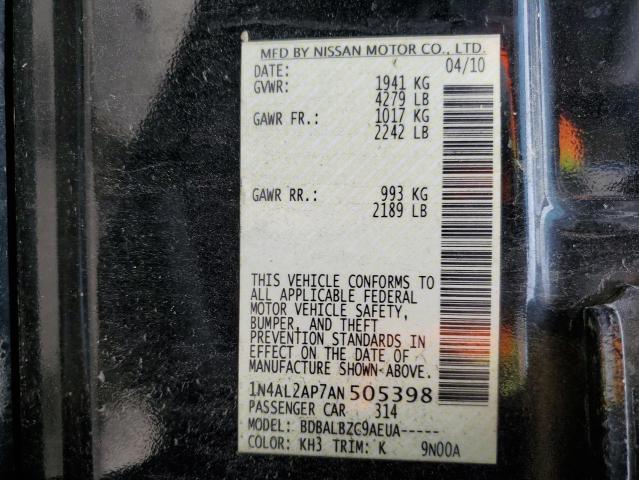 MFD BY NISSAN MOTOR CO., LTD.
DATE: 04/10
GVWR: 1941 KG
4279 LB
GAWR FR.: 1017 KG
2242 LB
GAWR RR.: 993 KG
2189 LB
THIS VEHICLE CONFORMS TO
ALL APPLICABLE FEDERAL
MOTOR VEHICLE SAFETY,
BUMPER, AND THEFT
PREVENTION STANDARDS IN
EFFECT ON THE DATE OF
MANUFACTURE SHOWN ABOVE.
1N4AL2AP7AN 505398
PASSENGER CAR 314
MODEL: BDBALBZC9AEUA-----
COLOR: KH3 TRIM: K 9N00A